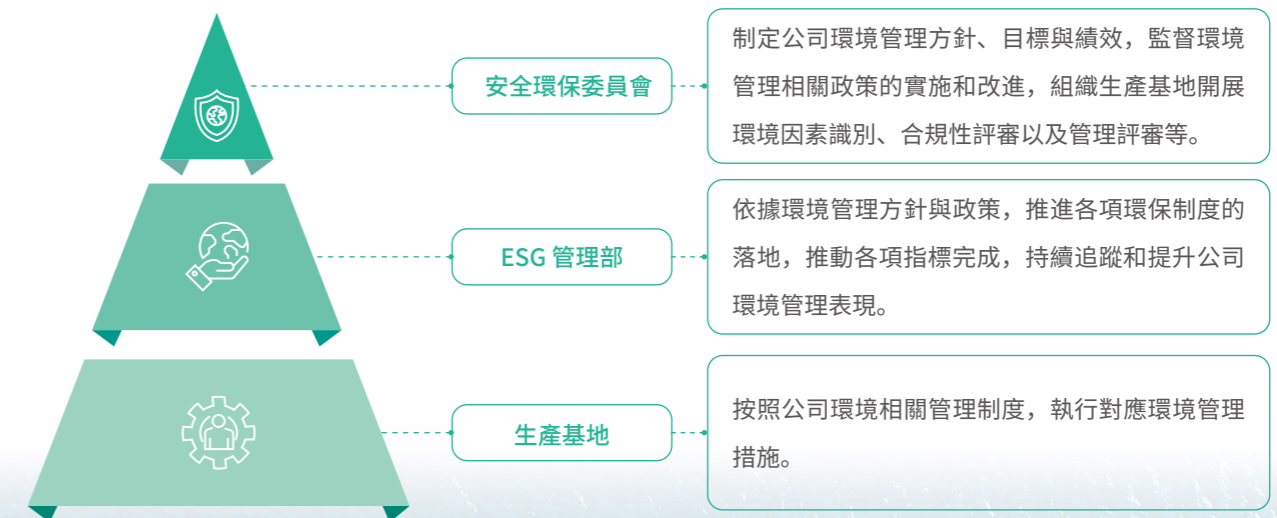 安全環保委員會
制定公司環境管理方針、目標與績效，監督環境
管理相關政策的實施和改進，組織生產基地開展
環境因素識別、合規性評審以及管理評審等。
ESG 管理部
依據環境管理方針與政策，推進各項環保制度的
落地，推動各項指標完成，持續追蹤和提升公司
環境管理表現。
生產基地
按照公司環境相關管理制度，執行對應環境管理
措施。